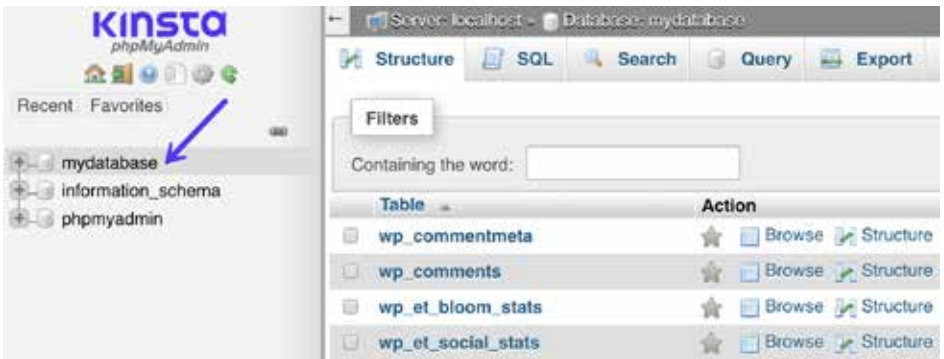 KINSTA
phpMyAdmin
Recent Favorites
mydatabase
information_schema
phpmyadmin
Server: localhost » Database: mydatabase
Structure SQL Search Query Export
Filters
Containing the word:
Table Action
wp_commentmeta Browse Structure
wp_comments Browse Structure
wp_et_bloom_stats Browse Structure
wp_et_social_stats Browse Structure